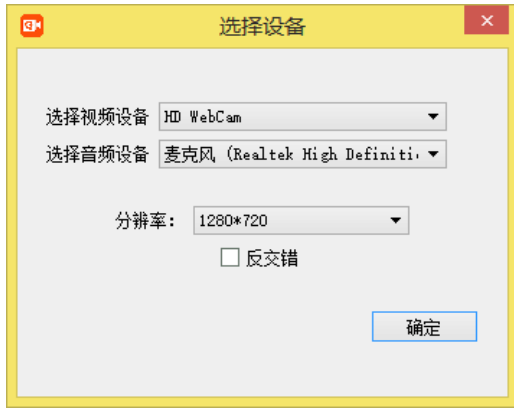 选择设备
选择视频设备 HD WebCam
选择音频设备 麦克风 (Realtek High Definiti
分辨率: 1280*720
反交错
确定